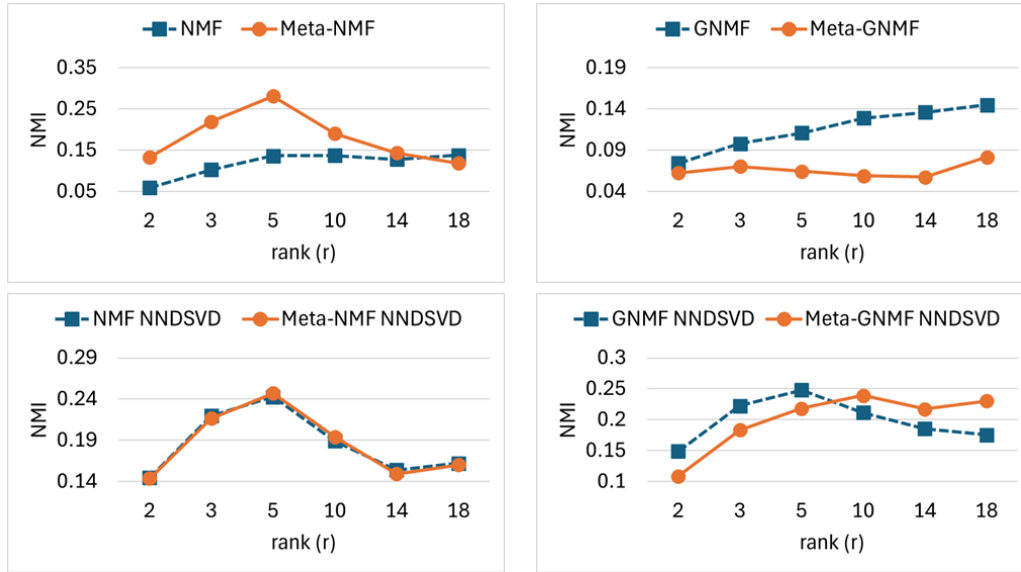 NMF Meta-NMF
0.35
0.25
0.15
0.05
NMI
2 3 5 10 14 18
rank (r)
GNMF Meta-GNMF
0.19
0.14
0.09
0.04
NMI
2 3 5 10 14 18
rank (r)
NMF NNDSVD Meta-NMF NNDSVD
0.29
0.24
0.19
0.14
NMI
2 3 5 10 14 18
rank (r)
GNMF NNDSVD Meta-GNMF NNDSVD
0.3
0.25
0.2
0.15
0.1
NMI
2 3 5 10 14 18
rank (r)